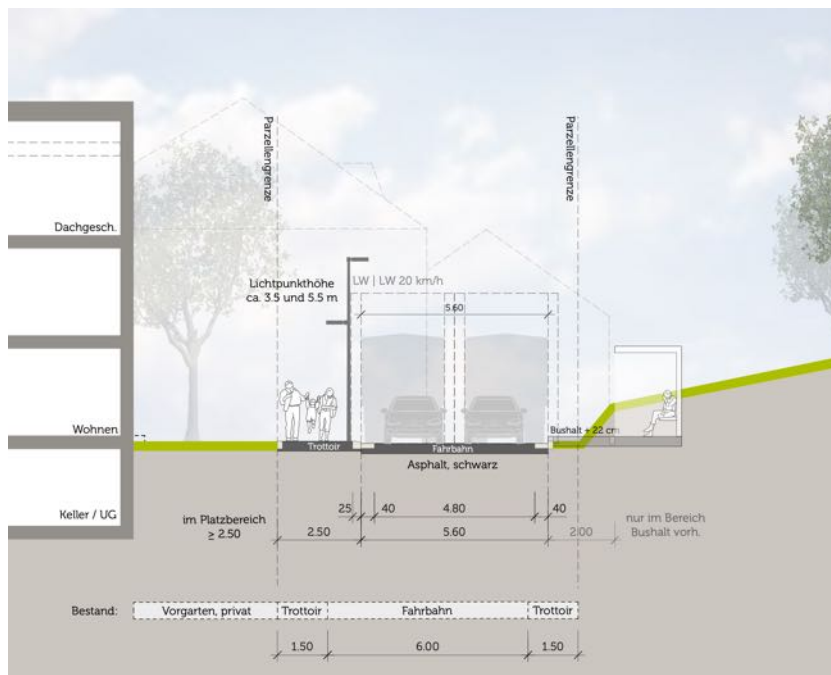 Parzellengrenze
Parzellengrenze
Dachgesch.
Lichtpunkthöhe
ca. 3.5 und 5.5 m
LW | LW 20 km/h
5.60
Wohnen
Trottoir
Fahrbahn
Bushalt + 22 cm
Asphalt, schwarz
Keller / UG
im Platzbereich
≥ 2.50
25
40
4.80
40
2.50
5.60
2.00
nur im Bereich
Bushalt vorh.
Bestand:
Vorgarten, privat
Trottoir
Fahrbahn
Trottoir
1.50
6.00
1.50